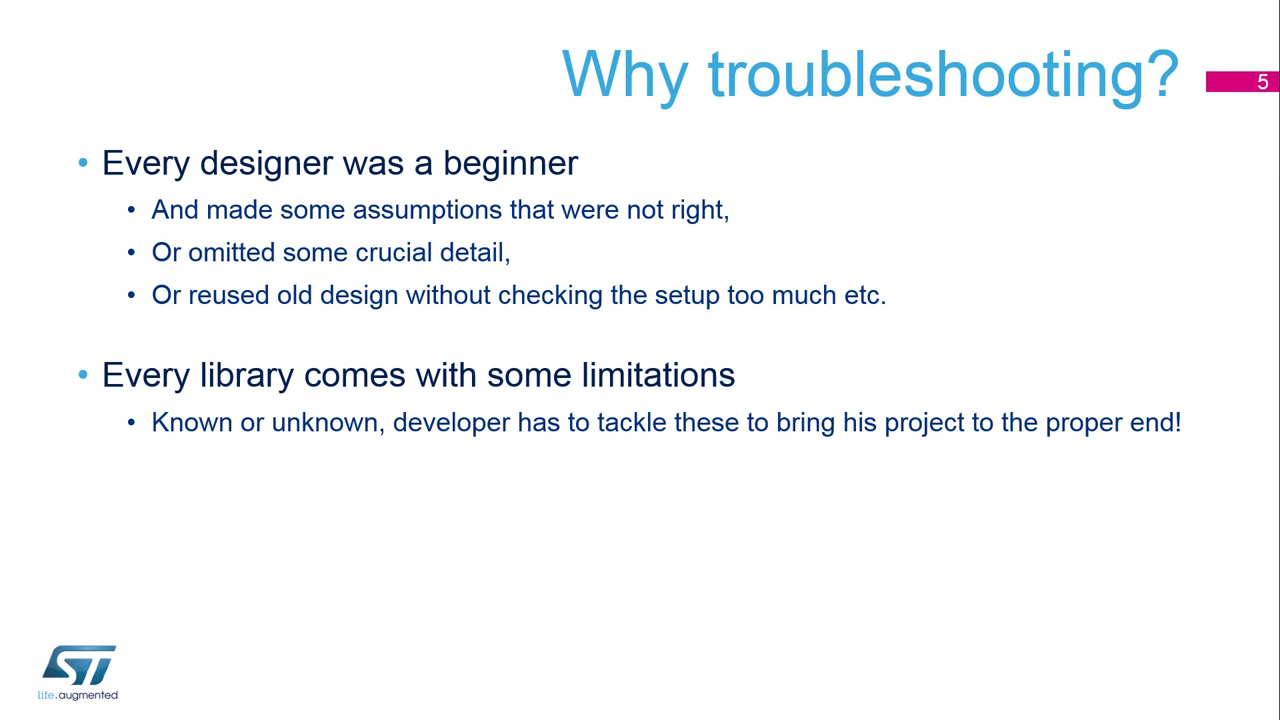 Why troubleshooting?
5
• Every designer was a beginner
• And made some assumptions that were not right,
• Or omitted some crucial detail,
• Or reused old design without checking the setup too much etc.
• Every library comes with some limitations
• Known or unknown, developer has to tackle these to bring his project to the proper end!
ST
life.augmented